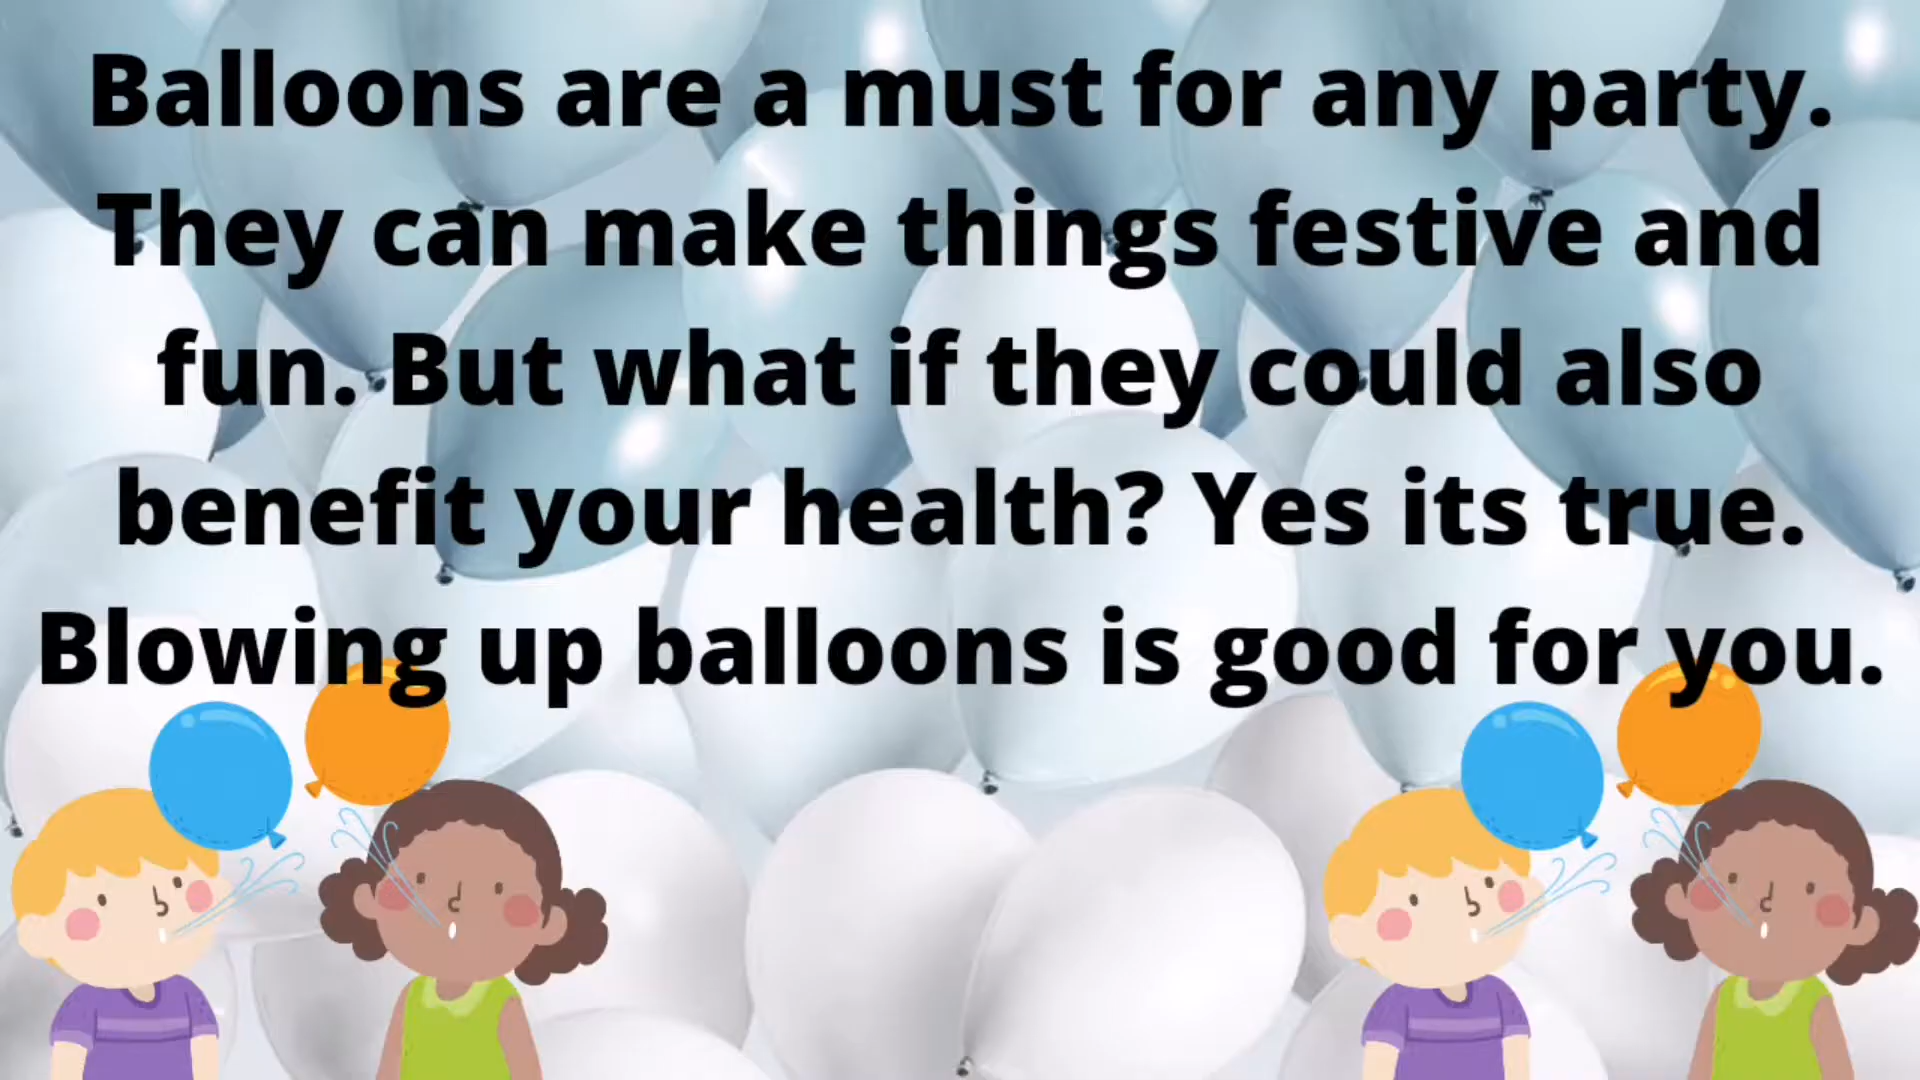 Balloons are a must for any party.
They can make things festive and
fun. But what if they could also
benefit your health? Yes its true.
Blowing up balloons is good for you.